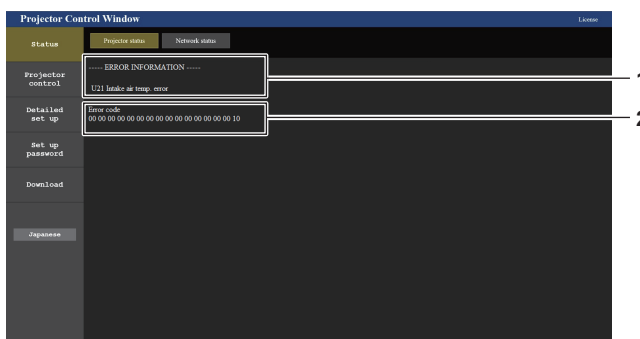 Projector Control Window
License
Status
Projector status
Network status
----- ERROR INFORMATION -----
U21 Intake air temp. error
1
Projector
control
Error code
00 00 00 00 00 00 00 00 00 00 00 00 00 00 00 10
2
Detailed
set up
Set up
password
Download
Japanese